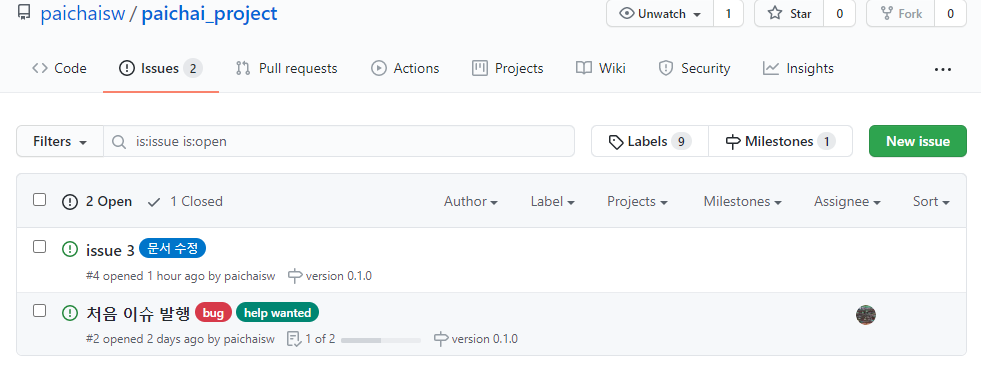 paichaisw / paichai_project
Unwatch 1 Star 0 Fork 0
Code Issues 2 Pull requests Actions Projects Wiki Security Insights ...
Filters is:issue is:open Labels 9 Milestones 1 New issue
2 Open 1 Closed Author Label Projects Milestones Assignee Sort
issue 3 문서 수정
#4 opened 1 hour ago by paichaisw version 0.1.0
처음 이슈 발행 bug help wanted
#2 opened 2 days ago by paichaisw 1 of 2 version 0.1.0